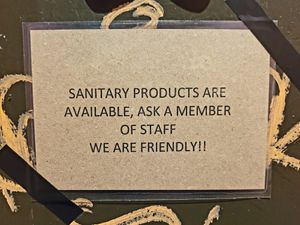 SANITARY PRODUCTS ARE
AVAILABLE, ASK A MEMBER
OF STAFF
WE ARE FRIENDLY!!